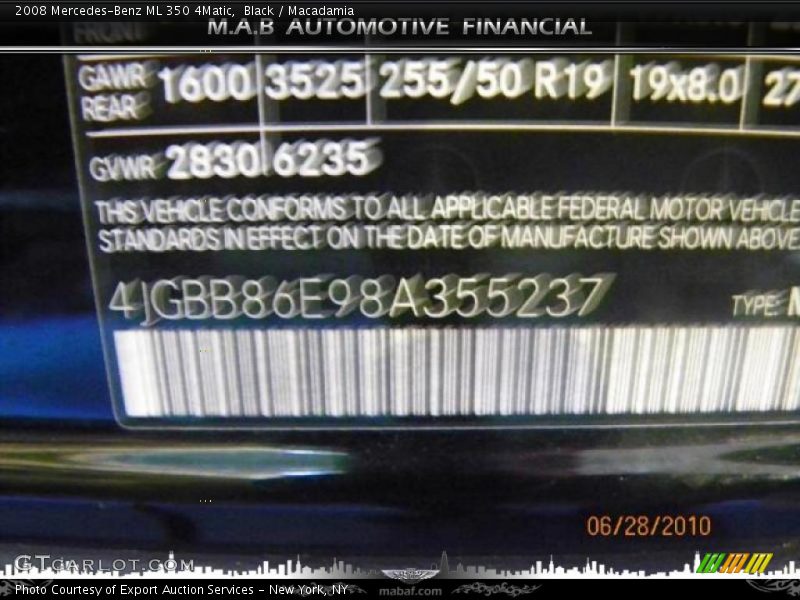 2008 Mercedes-Benz ML 350 4Matic, Black / Macadamia
M.A.B AUTOMOTIVE FINANCIAL
FRONT
GAWR REAR 1600 3525 255/50 R19 19x8.0 27
GVWR 2830 6235
THIS VEHICLE CONFORMS TO ALL APPLICABLE FEDERAL MOTOR VEHICLE
STANDARDS IN EFFECT ON THE DATE OF MANUFACTURE SHOWN ABOVE
4JGBB86E98A355237 TYPE: M
06/28/2010
GTcarlot.com
Photo Courtesy of Export Auction Services - New York, NY mabaf.com